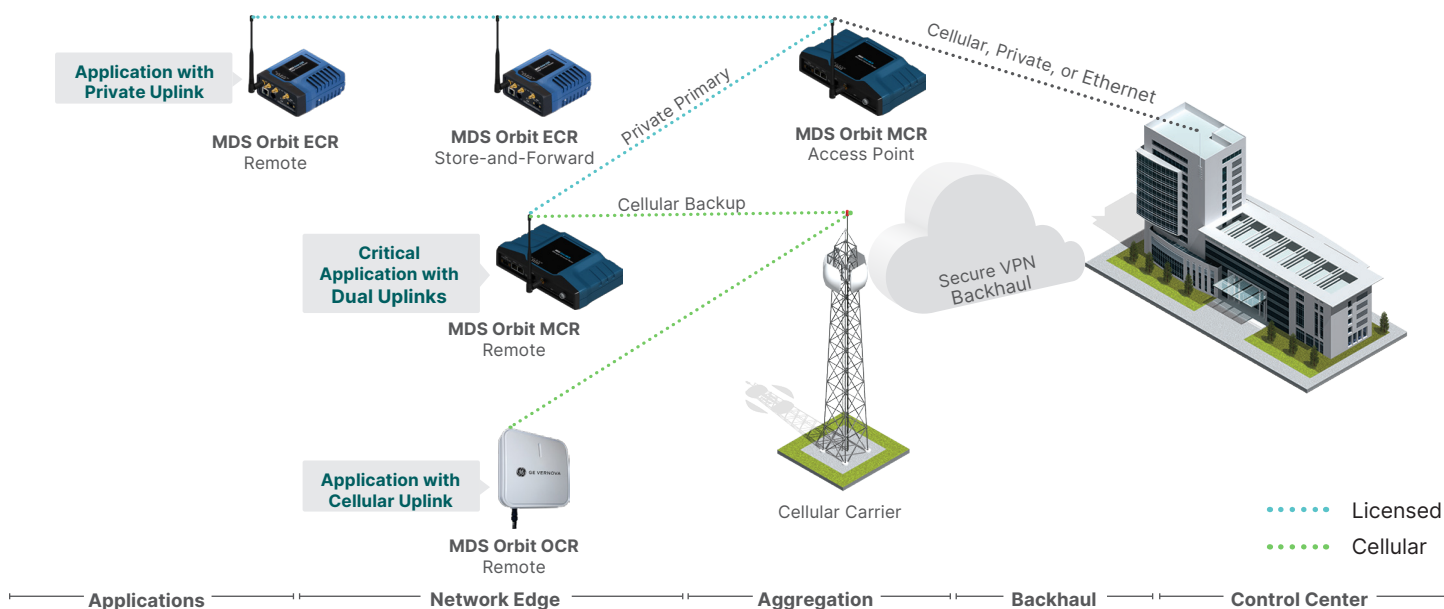 Application with
Private Uplink
MDS Orbit ECR
Remote
MDS Orbit ECR
Store-and-Forward
MDS Orbit MCR
Access Point
Cellular, Private, or Ethernet
Private Primary
Cellular Backup
Critical
Application with
Dual Uplinks
MDS Orbit MCR
Remote
Secure VPN
Backhaul
Application with
Cellular Uplink
GE VERNOVA
MDS Orbit OCR
Remote
Cellular Carrier
Licensed
Cellular
Applications
Network Edge
Aggregation
Backhaul
Control Center